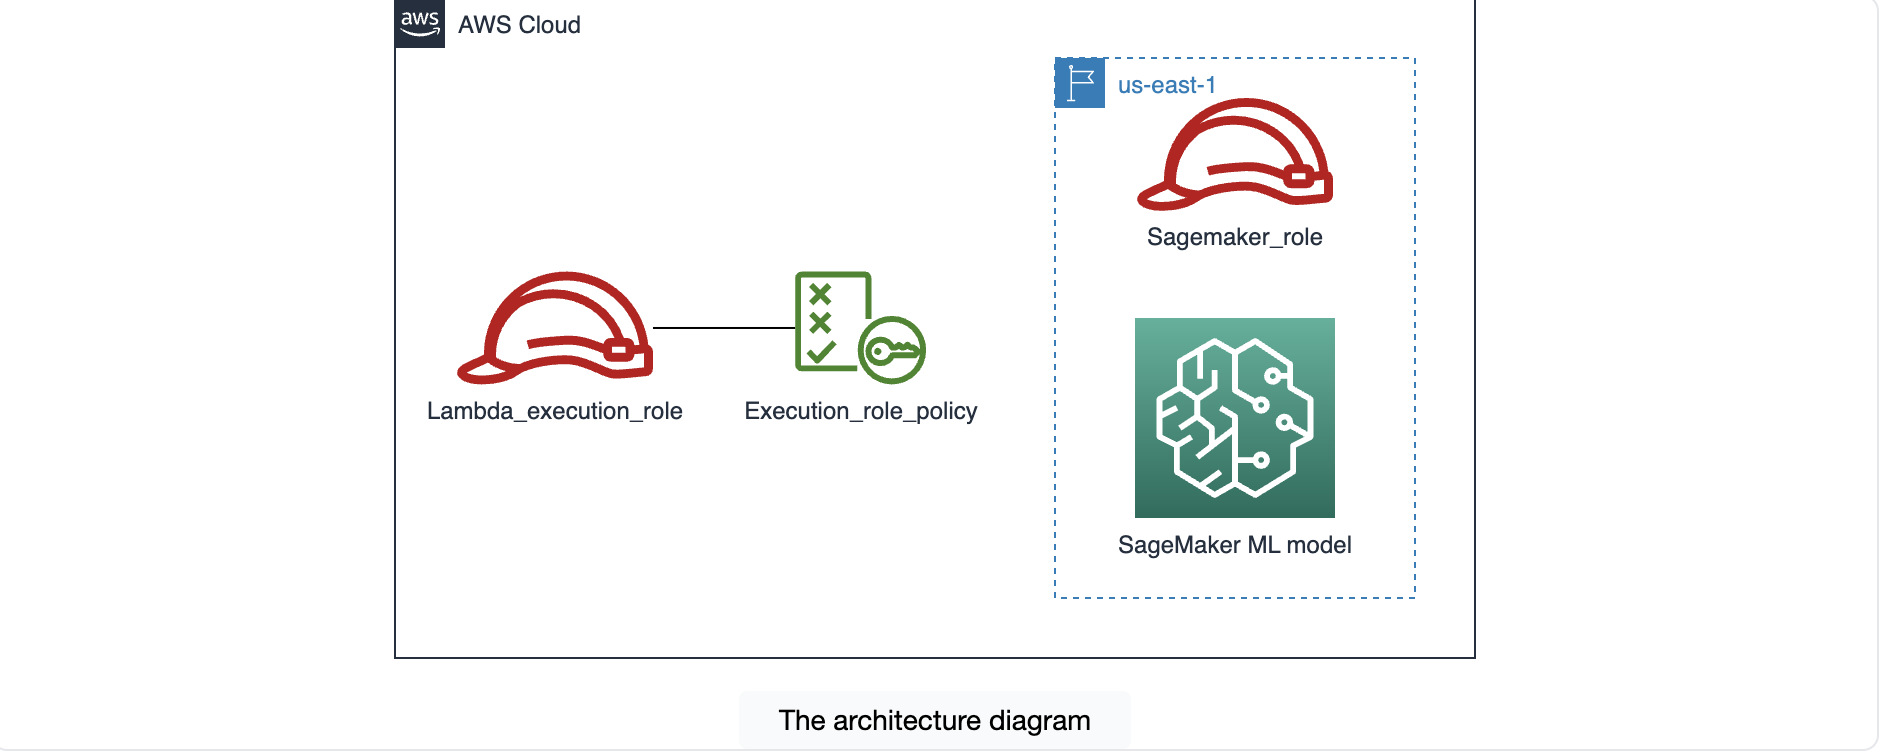 aws
AWS Cloud
us-east-1
Sagemaker_role
Lambda_execution_role
Execution_role_policy
SageMaker ML model
The architecture diagram